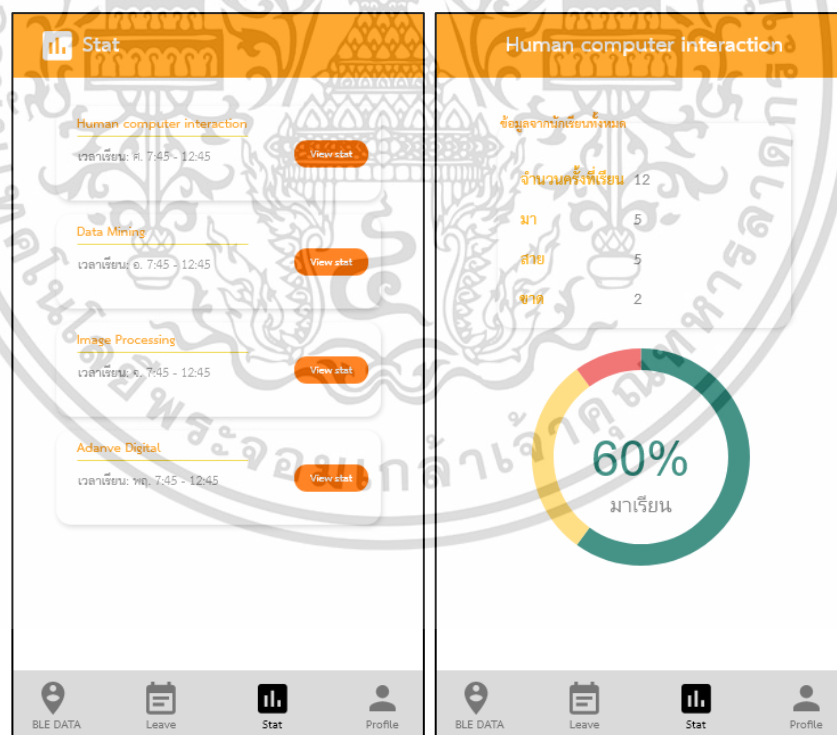 Stat
Human computer interaction
เวลาเรียน: ศ. 7:45 - 12:45
View stat
Data Mining
เวลาเรียน: อ. 7:45 - 12:45
View stat
Image Processing
เวลาเรียน: จ. 7:45 - 12:45
View stat
Adanve Digital
เวลาเรียน: พฤ. 7:45 - 12:45
View stat
BLE DATA
Leave
Stat
Profile
Human computer interaction
ข้อมูลจากนักเรียนทั้งหมด
จำนวนครั้งที่เรียน 12
มา 5
สาย 5
ขาด 2
60%
มาเรียน
BLE DATA
Leave
Stat
Profile